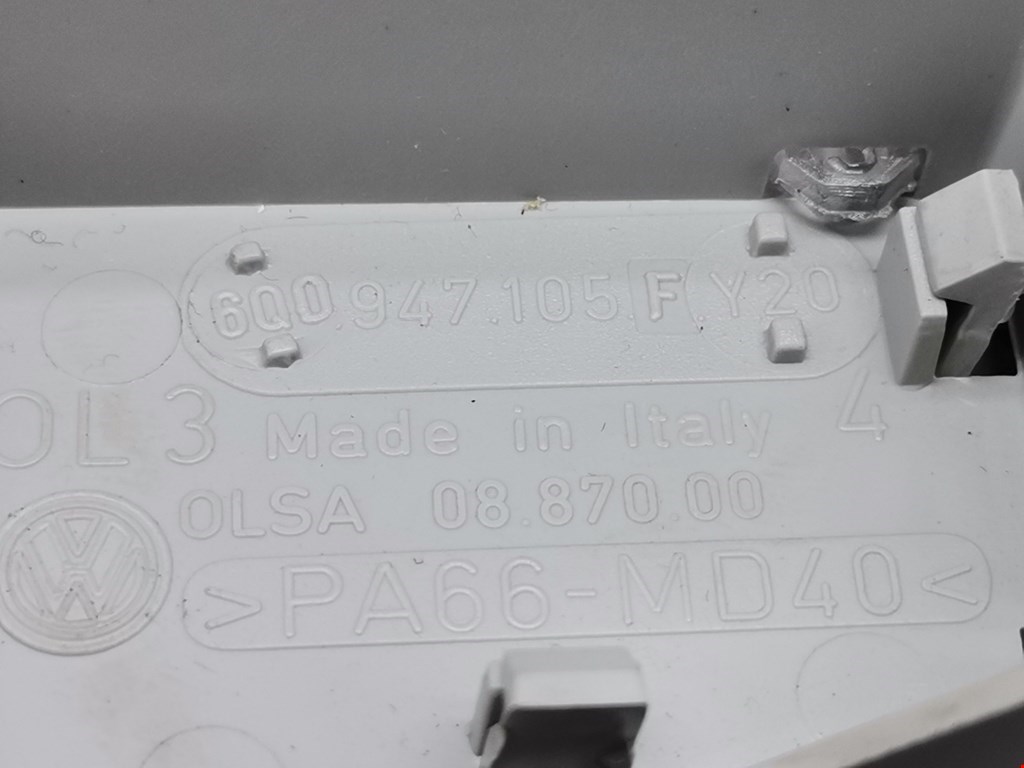 6Q0 947 105 F Y20
OL 3 Made in Italy 4
OLSA 08.870.00
>PA66-MD40<